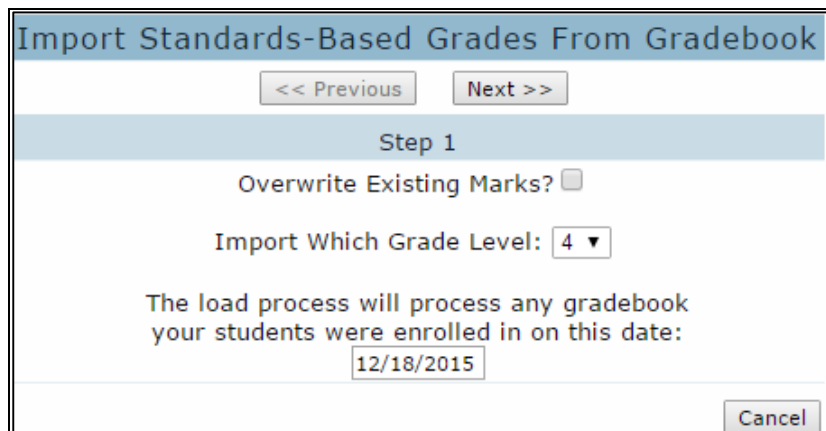 Import Standards-Based Grades From Gradebook
<< Previous Next >>
Step 1
Overwrite Existing Marks?
Import Which Grade Level: 4
The load process will process any gradebook
your students were enrolled in on this date:
12/18/2015
Cancel